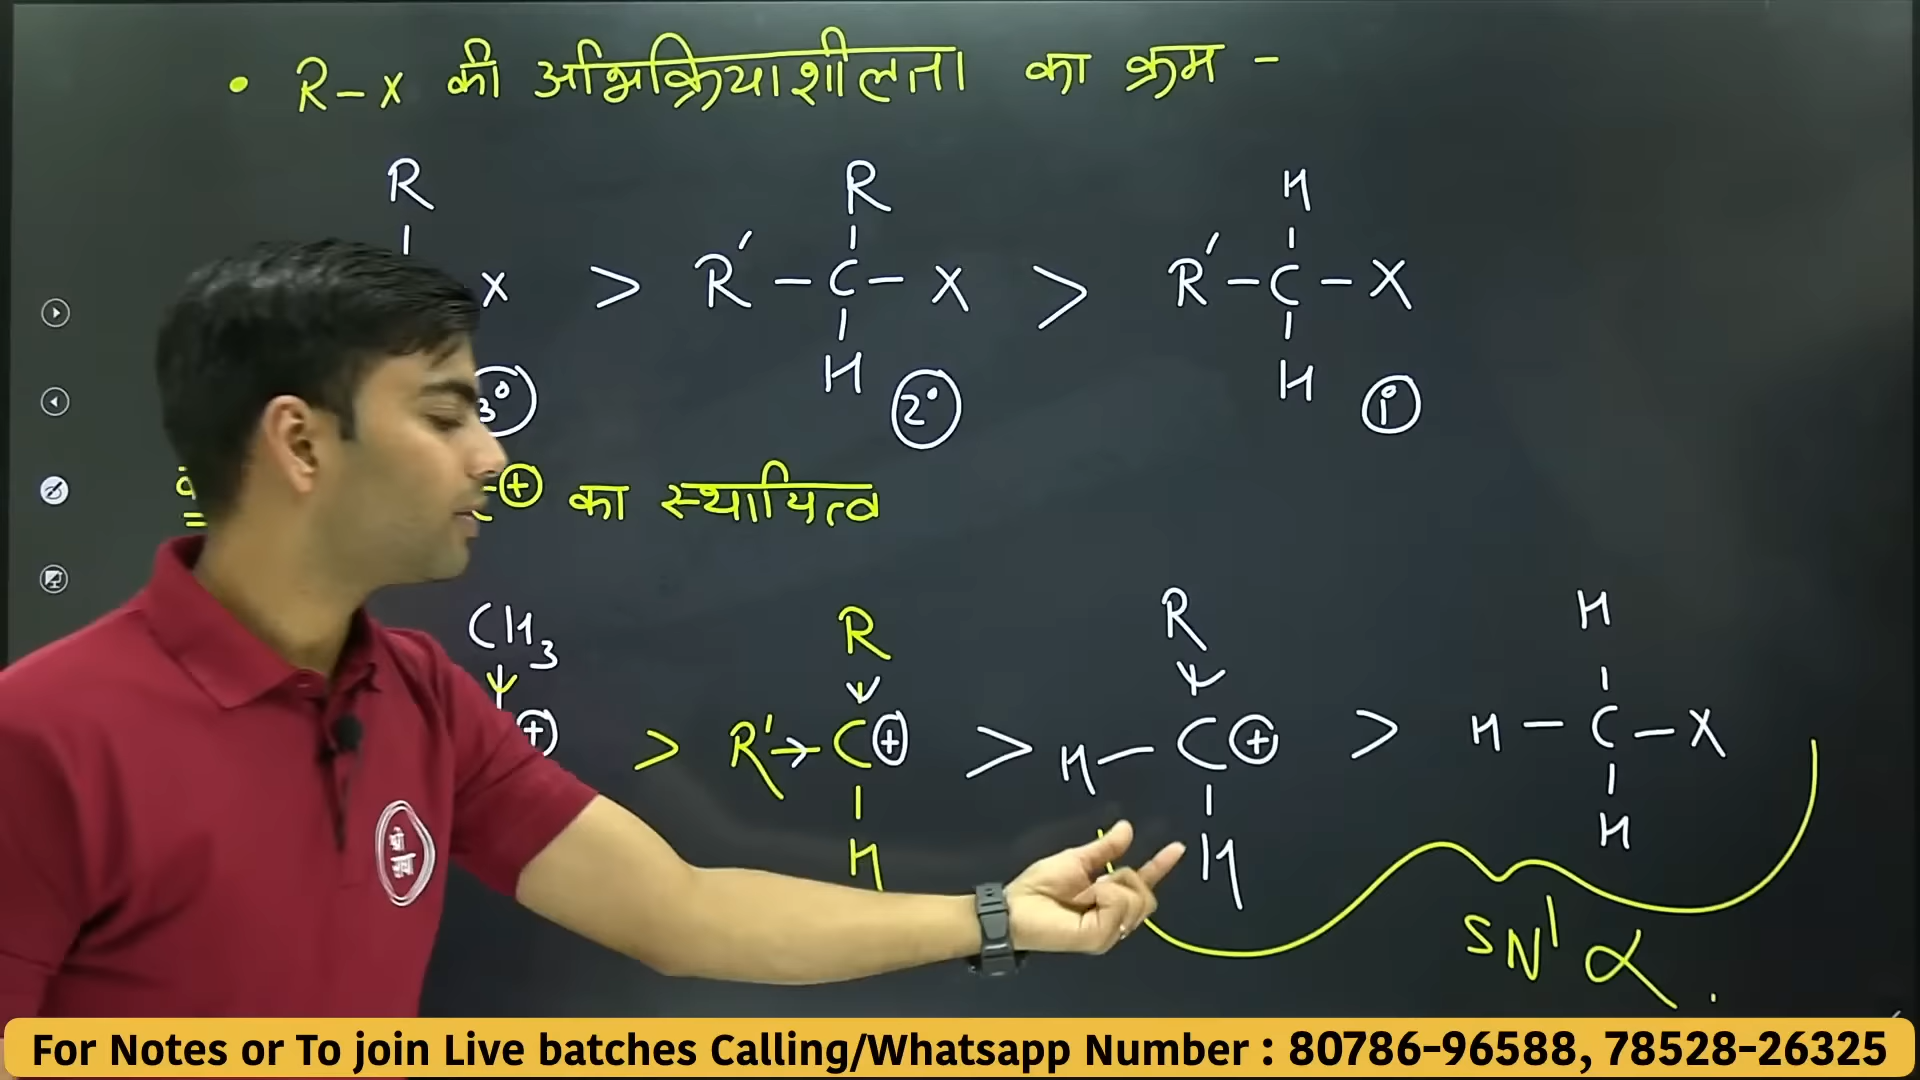 • R-X की अभिक्रियाशीलता का क्रम -
R R H
X > R' - C - X > R' - C - X
H H
3° 2° 1°
⊕ का स्थायित्व
CH3 R R H
⊕ > R' → C ⊕ > H - C ⊕ > H - C - X
H H H
SN1 α .
For Notes or To join Live batches Calling/Whatsapp Number : 80786-96588, 78528-26325